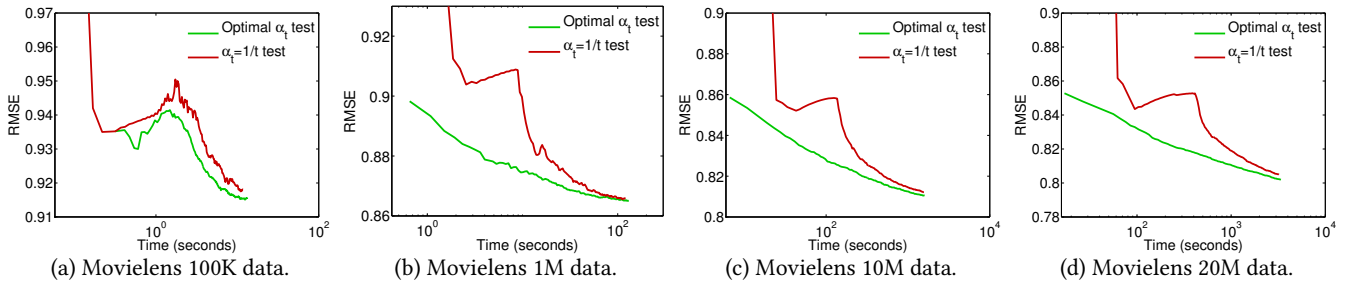 0.97
0.96
0.95
0.94
0.93
0.92
0.91
RMSE
Optimal α_t test
α_t=1/t test
10^0
10^2
Time (seconds)
(a) Movielens 100K data.
0.92
0.9
0.88
0.86
RMSE
Optimal α_t test
α_t=1/t test
10^0
10^2
Time (seconds)
(b) Movielens 1M data.
0.9
0.88
0.86
0.84
0.82
0.8
RMSE
Optimal α_t test
α_t=1/t test
10^2
10^4
Time (seconds)
(c) Movielens 10M data.
0.9
0.88
0.86
0.84
0.82
0.8
0.78
RMSE
Optimal α_t test
α_t=1/t test
10^2
10^3
10^4
Time (seconds)
(d) Movielens 20M data.